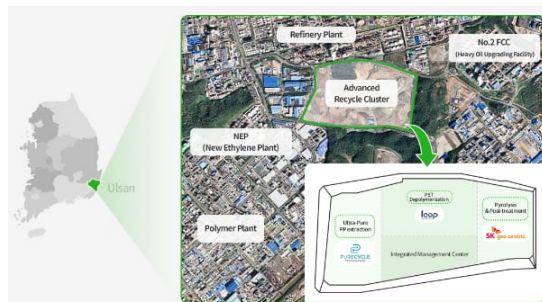 Refinery Plant
No.2 FCC
(Heavy Oil Upgrading Facility)
Advanced
Recycle Cluster
NEP
(New Ethylene Plant)
Ulsan
Polymer Plant
PET
Depolymerization
loop
Ultra-Pure
PP extraction
PURECYCLE
Pyrolysis
& Post-treatment
SK geo centric
Integrated Management Center